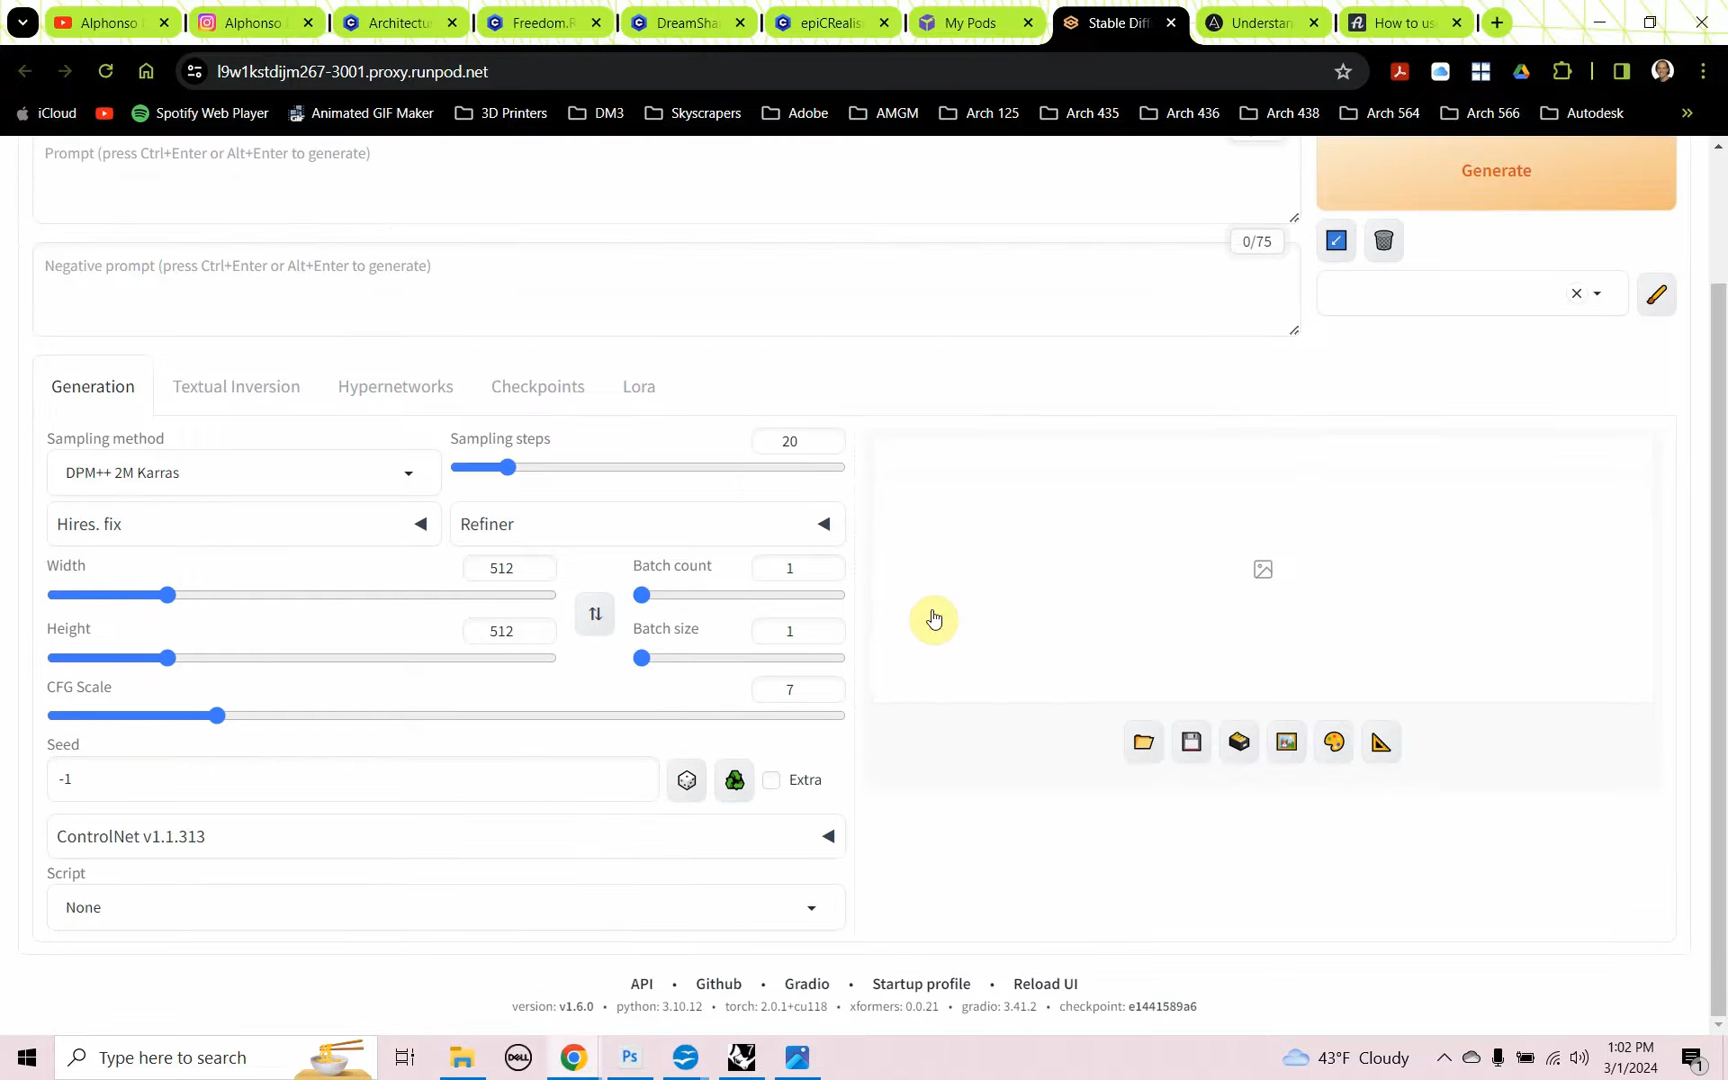 Alphonso
Alphonso
Architectu
Freedom.R
DreamSha
epiCRealis
My Pods
Stable Diff
Understan
How to us
l9w1kstdijm267-3001.proxy.runpod.net
iCloud
Spotify Web Player
Animated GIF Maker
3D Printers
DM3
Skyscrapers
Adobe
AMGM
Arch 125
Arch 435
Arch 436
Arch 438
Arch 564
Arch 566
Autodesk
Prompt (press Ctrl+Enter or Alt+Enter to generate)
Generate
0/75
Negative prompt (press Ctrl+Enter or Alt+Enter to generate)
Generation
Textual Inversion
Hypernetworks
Checkpoints
Lora
Sampling method
DPM++ 2M Karras
Sampling steps
20
Hires. fix
Refiner
Width
512
Batch count
1
Height
512
Batch size
1
CFG Scale
7
Seed
-1
Extra
ControlNet v1.1.313
Script
None
API • Github • Gradio • Startup profile • Reload UI
version: v1.6.0 • python: 3.10.12 • torch: 2.0.1+cu118 • xformers: 0.0.21 • gradio: 3.41.2 • checkpoint: e1441589a6
Type here to search
DELL
Ps
7
43°F Cloudy
1:02 PM
3/1/2024
1